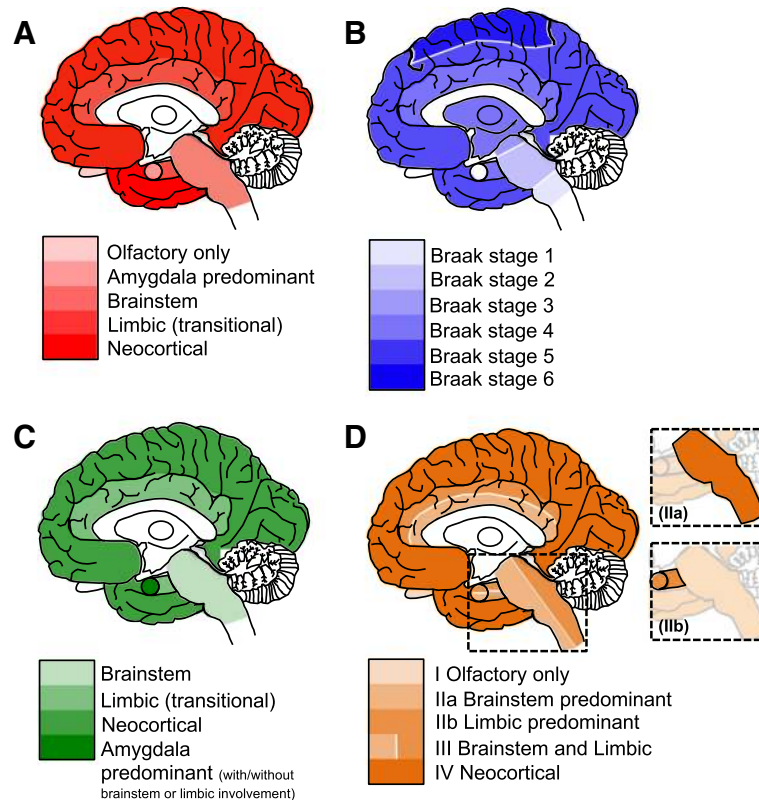 A
B
Olfactory only
Amygdala predominant
Brainstem
Limbic (transitional)
Neocortical
Braak stage 1
Braak stage 2
Braak stage 3
Braak stage 4
Braak stage 5
Braak stage 6
C
D
(IIa)
(IIb)
Brainstem
Limbic (transitional)
Neocortical
Amygdala
predominant (with/without
brainstem or limbic involvement)
I Olfactory only
IIa Brainstem predominant
IIb Limbic predominant
III Brainstem and Limbic
IV Neocortical